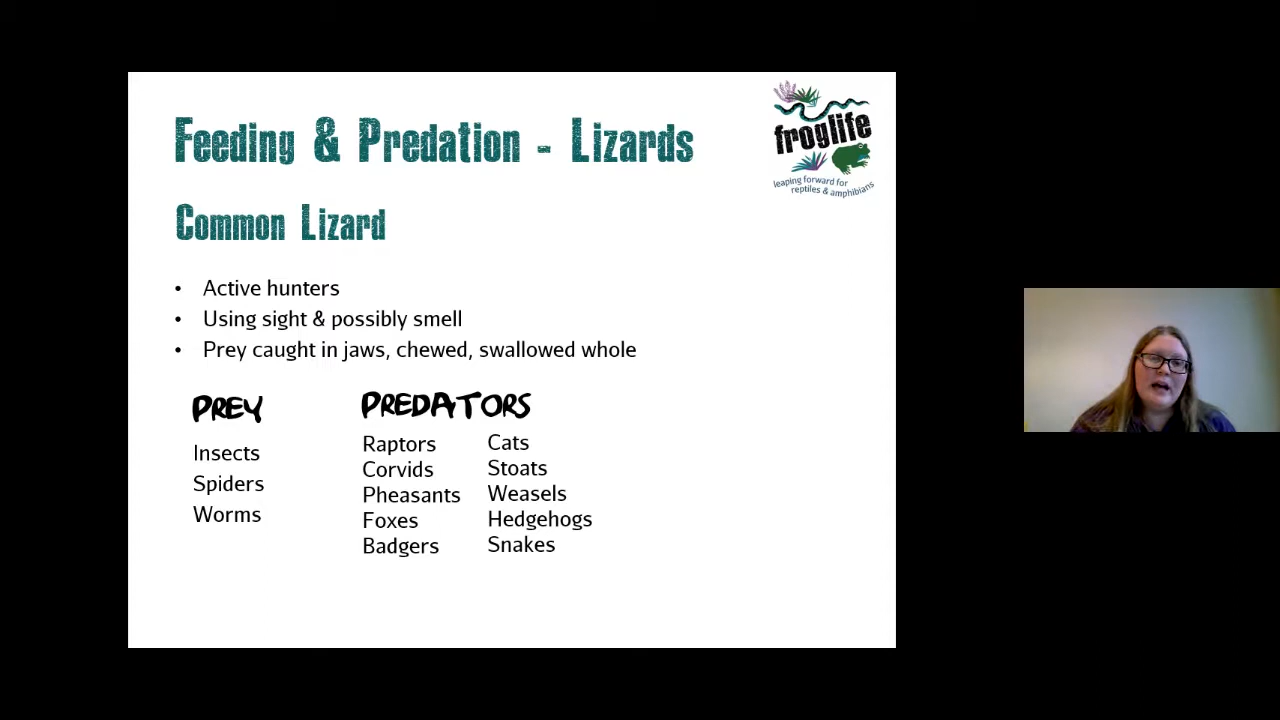 Feeding & Predation - Lizards
froglife
leaping forward for
reptiles & amphibians
Common Lizard
• Active hunters
• Using sight & possibly smell
• Prey caught in jaws, chewed, swallowed whole
PREY
Insects
Spiders
Worms
PREDATORS
Raptors
Corvids
Pheasants
Foxes
Badgers
Cats
Stoats
Weasels
Hedgehogs
Snakes